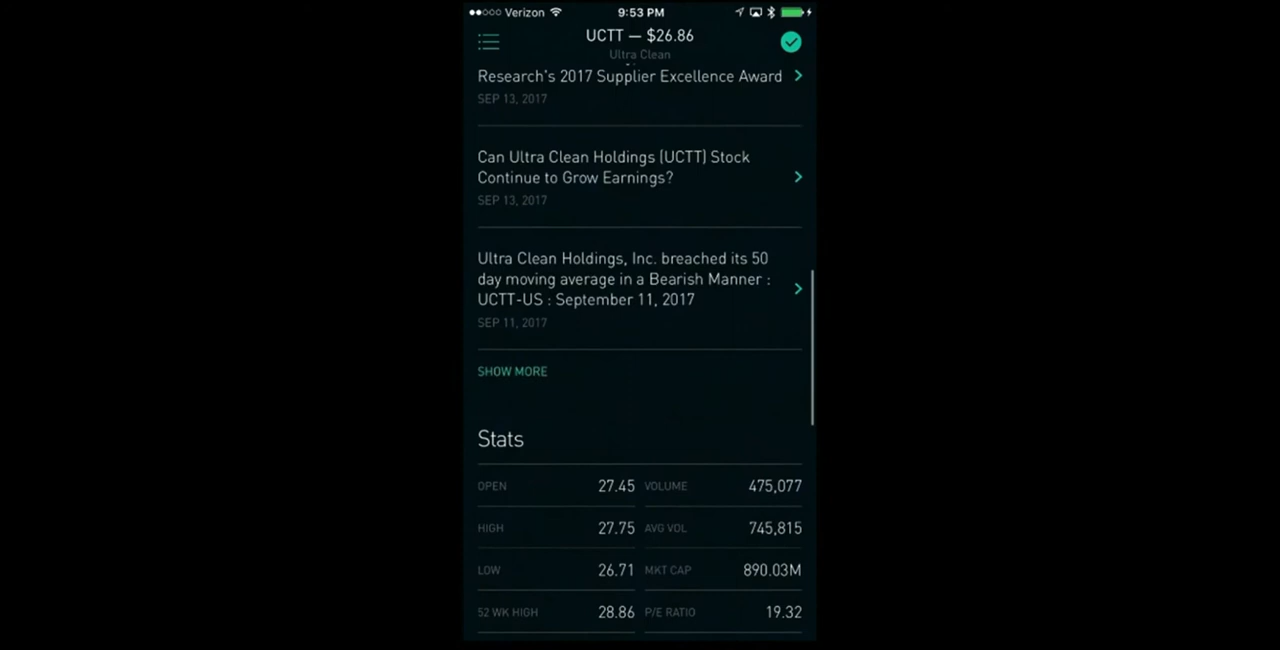 Verizon 9:53 PM
UCTT — $26.86
Ultra Clean
Research's 2017 Supplier Excellence Award
SEP 13, 2017
Can Ultra Clean Holdings (UCTT) Stock
Continue to Grow Earnings?
SEP 13, 2017
Ultra Clean Holdings, Inc. breached its 50
day moving average in a Bearish Manner :
UCTT-US : September 11, 2017
SEP 11, 2017
SHOW MORE
Stats
OPEN 27.45 VOLUME 475,077
HIGH 27.75 AVG VOL 745,815
LOW 26.71 MKT CAP 890.03M
52 WK HIGH 28.86 P/E RATIO 19.32